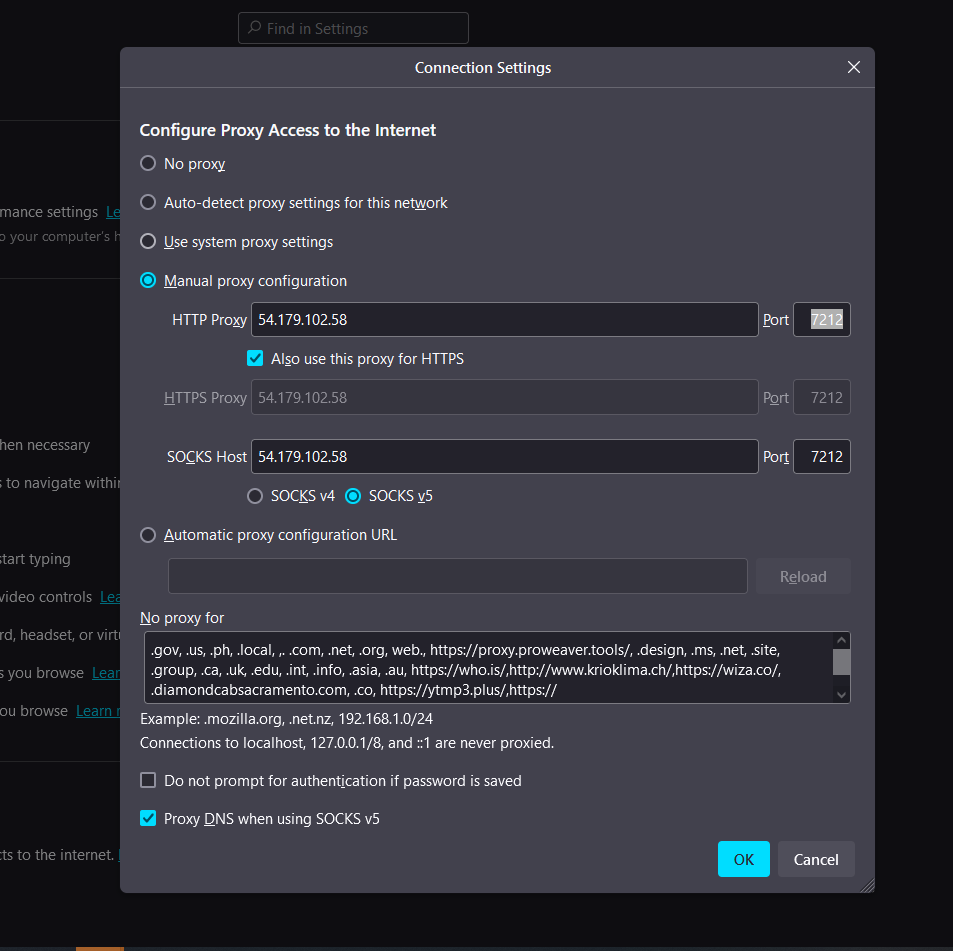 Find in Settings
Connection Settings
Configure Proxy Access to the Internet
No proxy
Auto-detect proxy settings for this network
mance settings Le
o your computer's h
Use system proxy settings
Manual proxy configuration
HTTP Proxy 54.179.102.58 Port 7212
Also use this proxy for HTTPS
HTTPS Proxy 54.179.102.58 Port 7212
hen necessary
SOCKS Host 54.179.102.58 Port 7212
s to navigate within
SOCKS v4 SOCKS v5
Automatic proxy configuration URL
start typing
Reload
video controls Lea
No proxy for
rd, headset, or virtu
.gov, .us, .ph, .local, ,. .com, .net, .org, web., https://proxy.proweaver.tools/, .design, .ms, .net, .site,
.group, .ca, .uk, .edu, .int, .info, .asia, .au, https://who.is/,http://www.krioklima.ch/,https://wiza.co/,
s you browse Lear
.diamondcabsacramento.com, .co, https://ytmp3.plus/,https://
you browse Learn m
Example: .mozilla.org, .net.nz, 192.168.1.0/24
Connections to localhost, 127.0.0.1/8, and ::1 are never proxied.
Do not prompt for authentication if password is saved
Proxy DNS when using SOCKS v5
cts to the internet.
OK Cancel